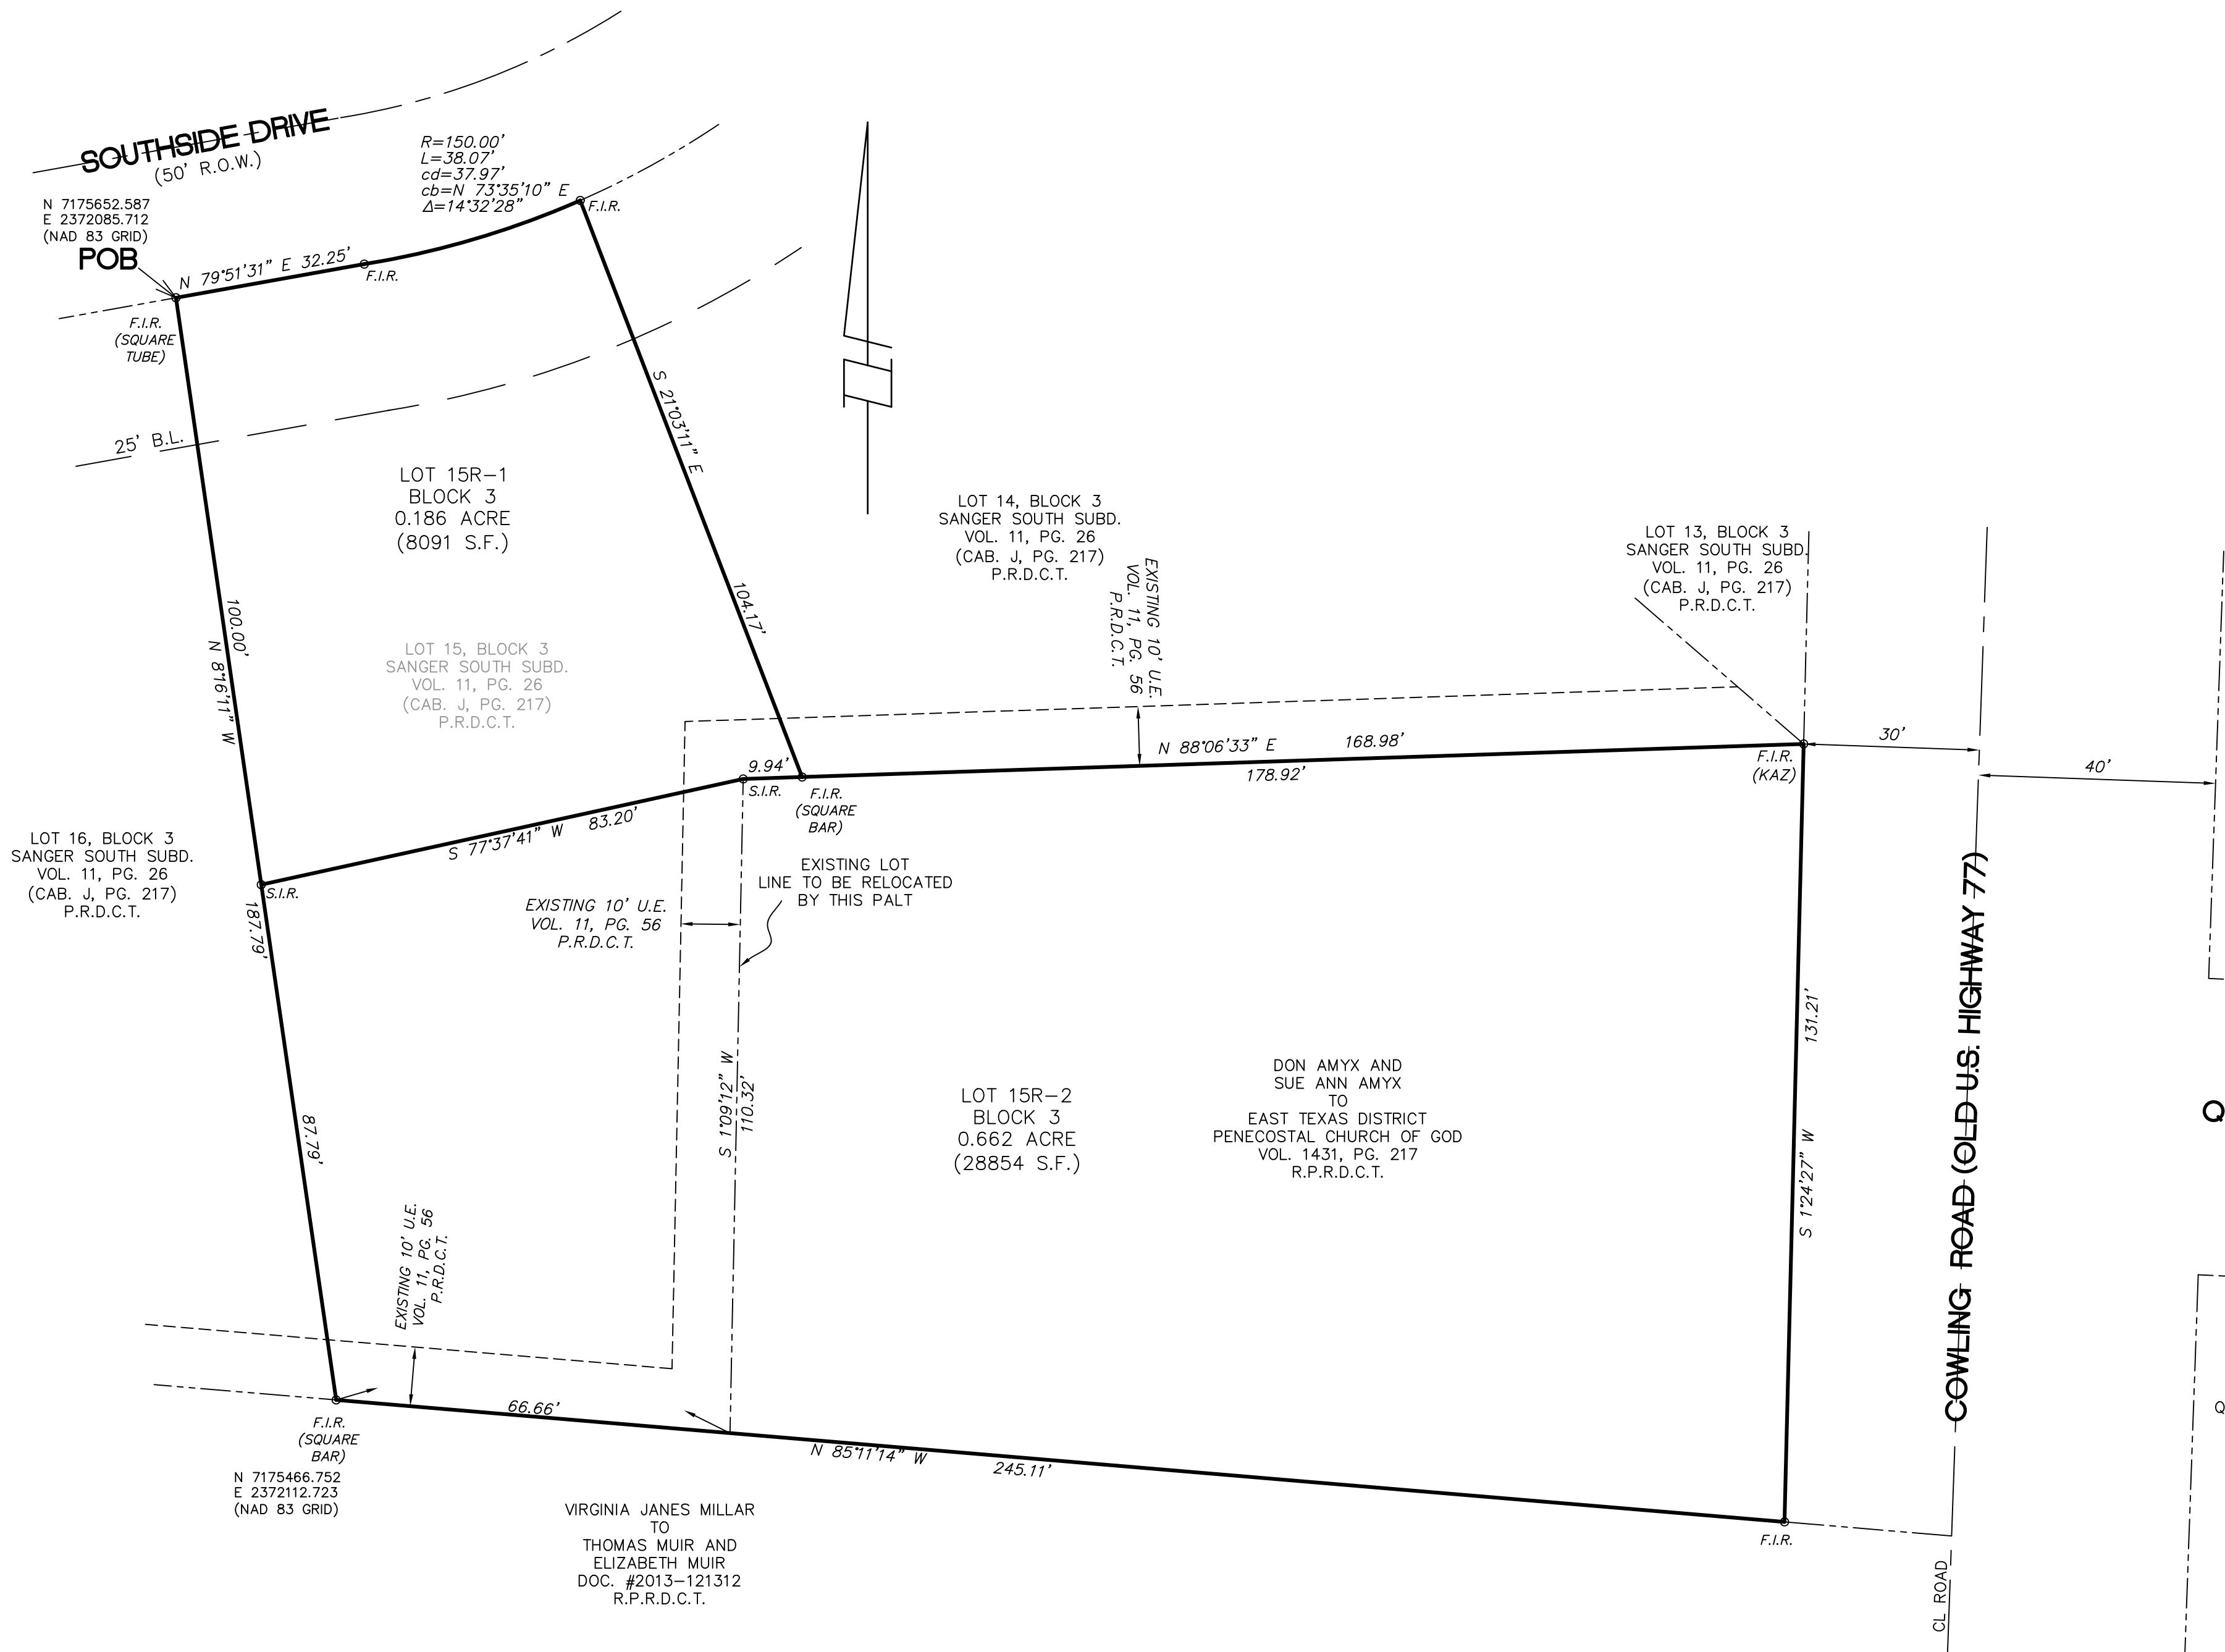 SOUTHSIDE DRIVE
(50' R.O.W.)
R=150.00'
L=38.07'
cd=37.97'
cb=N 73°35'10" E
Δ=14°32'28"
F.I.R.
N 7175652.587
E 2372085.712
(NAD 83 GRID)
POB
N 79°51'31" E 32.25'
F.I.R.
F.I.R.
(SQUARE
TUBE)
25' B.L.
S 21°03'11" E
104.17'
LOT 15R-1
BLOCK 3
0.186 ACRE
(8091 S.F.)
LOT 14, BLOCK 3
SANGER SOUTH SUBD.
VOL. 11, PG. 26
(CAB. J, PG. 217)
P.R.D.C.T.
LOT 13, BLOCK 3
SANGER SOUTH SUBD.
VOL. 11, PG. 26
(CAB. J, PG. 217)
P.R.D.C.T.
EXISTING 10' U.E.
VOL. 11, PG. 56
P.R.D.C.T.
100.00'
N 8°16'11" W
LOT 15, BLOCK 3
SANGER SOUTH SUBD.
VOL. 11, PG. 26
(CAB. J, PG. 217)
P.R.D.C.T.
N 88°06'33" E
168.98'
178.92'
9.94'
S.I.R.
F.I.R.
(SQUARE
BAR)
F.I.R.
(KAZ)
30'
40'
S 77°37'41" W 83.20'
LOT 16, BLOCK 3
SANGER SOUTH SUBD.
VOL. 11, PG. 26
(CAB. J, PG. 217)
P.R.D.C.T.
S.I.R.
187.79'
EXISTING LOT
LINE TO BE RELOCATED
BY THIS PALT
EXISTING 10' U.E.
VOL. 11, PG. 56
P.R.D.C.T.
COWLING ROAD (OLD U.S. HIGHWAY 77)
131.21'
S 1°24'27" W
S 1°09'12" W
110.32'
LOT 15R-2
BLOCK 3
0.662 ACRE
(28854 S.F.)
DON AMYX AND
SUE ANN AMYX
TO
EAST TEXAS DISTRICT
PENECOSTAL CHURCH OF GOD
VOL. 1431, PG. 217
R.P.R.D.C.T.
Q
87.79'
EXISTING 10' U.E.
VOL. 11, PG. 56
P.R.D.C.T.
66.66'
N 85°11'14" W
245.11'
Q
F.I.R.
(SQUARE
BAR)
N 7175466.752
E 2372112.723
(NAD 83 GRID)
VIRGINIA JANES MILLAR
TO
THOMAS MUIR AND
ELIZABETH MUIR
DOC. #2013-121312
R.P.R.D.C.T.
F.I.R.
CL ROAD